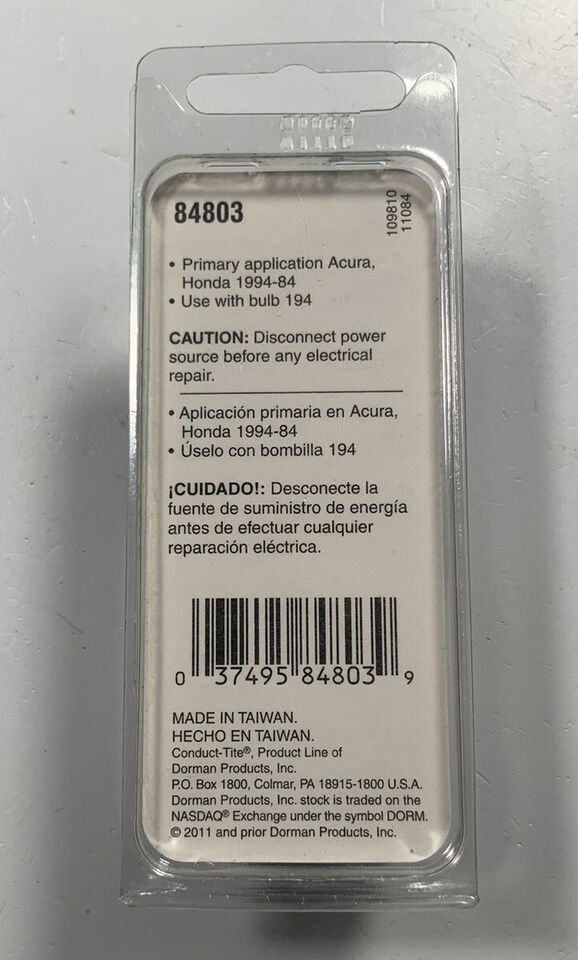 84803
109810
11084
• Primary application Acura,
Honda 1994-84
• Use with bulb 194
CAUTION: Disconnect power
source before any electrical
repair.
• Aplicación primaria en Acura,
Honda 1994-84
• Úselo con bombilla 194
¡CUIDADO!: Desconecte la
fuente de suministro de energía
antes de efectuar cualquier
reparación eléctrica.
0 37495 84803 9
MADE IN TAIWAN.
HECHO EN TAIWAN.
Conduct-Tite®, Product Line of
Dorman Products, Inc.
P.O. Box 1800, Colmar, PA 18915-1800 U.S.A.
Dorman Products, Inc. stock is traded on the
NASDAQ® Exchange under the symbol DORM.
© 2011 and prior Dorman Products, Inc.